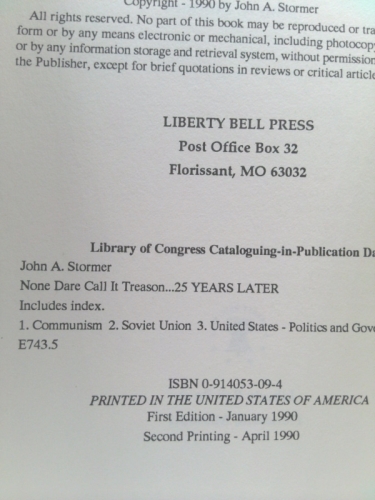 Copyright - 1990 by John A. Stormer
All rights reserved. No part of this book may be reproduced or
form or by any means electronic or mechanical, including
or by any information storage and retrieval system, without permission
the Publisher, except for brief quotations in reviews or critical
LIBERTY BELL PRESS
Post Office Box 32
Florissant, MO 63032
Library of Congress Cataloguing-in-Publication
John A. Stormer
None Dare Call It Treason...25 YEARS LATER
Includes index.
1. Communism 2. Soviet Union 3. United States - Politics and
E743.5
ISBN 0-914053-09-4
PRINTED IN THE UNITED STATES OF AMERICA
First Edition - January 1990
Second Printing - April 1990